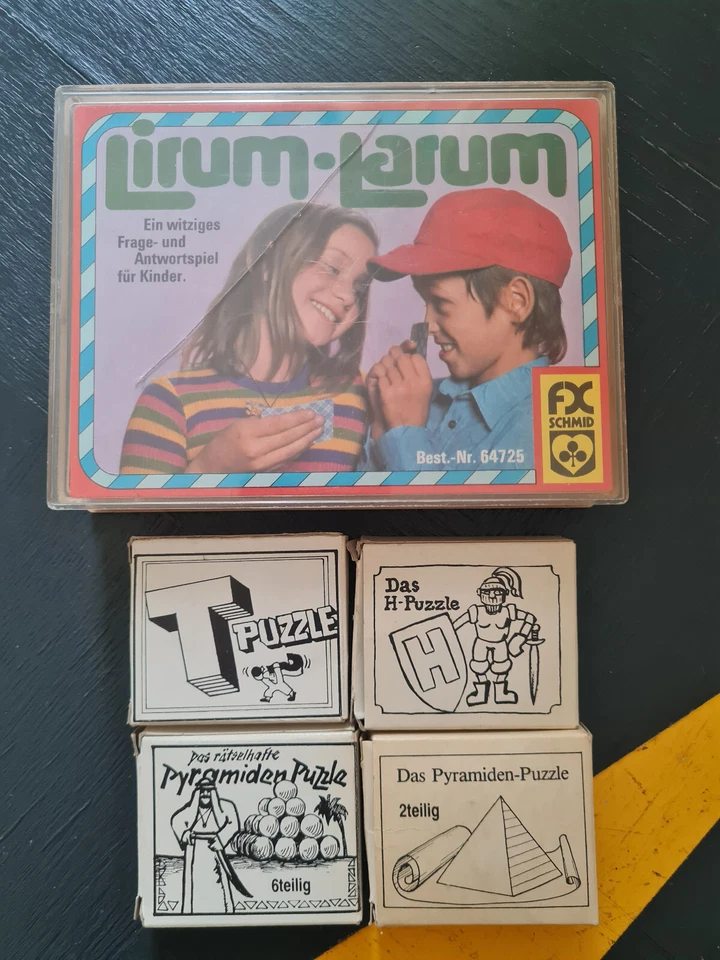 Lirum-Larum
Ein witziges
Frage- und
Antwortspiel
für Kinder.
Best.-Nr. 64725
FX
SCHMID
T
PUZZLE
Das
H-Puzzle
H
Das rätselhafte
Pyramiden Puzzle
6teilig
Das Pyramiden-Puzzle
2teilig